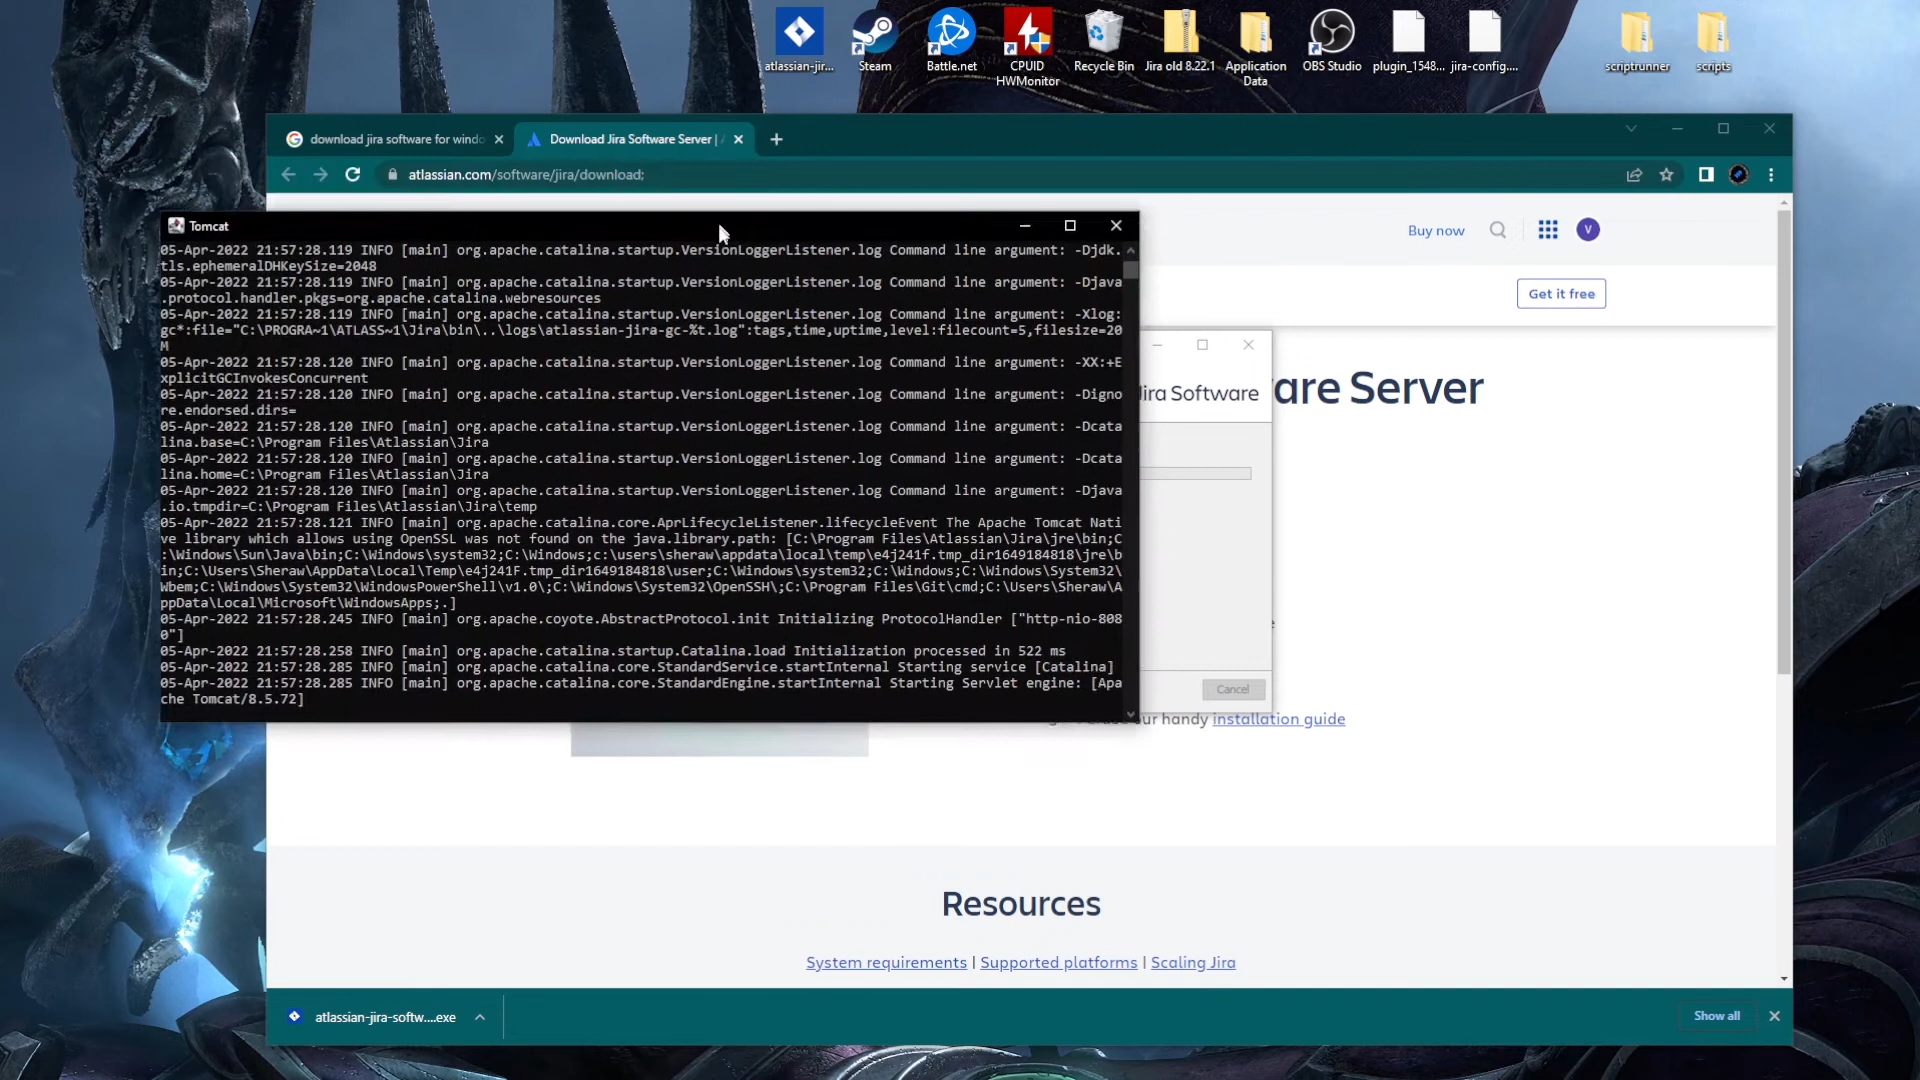 atlassian-jir...
Steam
Battle.net
CPUID
HWMonitor
Recycle Bin
Jira old 8.22.1
Application
Data
OBS Studio
plugin_1548...
jira-config....
scriptrunner
scripts
download jira software for windo
Download Jira Software Server |
atlassian.com/software/jira/download;
Buy now
V
Get it free
Tomcat
05-Apr-2022 21:57:28.119 INFO [main] org.apache.catalina.startup.VersionLoggerListener.log Command line argument: -Djdk.
tls.ephemeralDHKeySize=2048
05-Apr-2022 21:57:28.119 INFO [main] org.apache.catalina.startup.VersionLoggerListener.log Command line argument: -Djava
.protocol.handler.pkgs=org.apache.catalina.webresources
05-Apr-2022 21:57:28.119 INFO [main] org.apache.catalina.startup.VersionLoggerListener.log Command line argument: -Xlog:
gc*:file="C:\PROGRA~1\ATLASS~1\Jira\bin\..\logs\atlassian-jira-gc-%t.log":tags,time,uptime,level:filecount=5,filesize=20
M
05-Apr-2022 21:57:28.120 INFO [main] org.apache.catalina.startup.VersionLoggerListener.log Command line argument: -XX:+E
xplicitGCInvokesConcurrent
05-Apr-2022 21:57:28.120 INFO [main] org.apache.catalina.startup.VersionLoggerListener.log Command line argument: -Digno
re.endorsed.dirs=
05-Apr-2022 21:57:28.120 INFO [main] org.apache.catalina.startup.VersionLoggerListener.log Command line argument: -Dcata
lina.base=C:\Program Files\Atlassian\Jira
05-Apr-2022 21:57:28.120 INFO [main] org.apache.catalina.startup.VersionLoggerListener.log Command line argument: -Dcata
lina.home=C:\Program Files\Atlassian\Jira
05-Apr-2022 21:57:28.120 INFO [main] org.apache.catalina.startup.VersionLoggerListener.log Command line argument: -Djava
.io.tmpdir=C:\Program Files\Atlassian\Jira\temp
05-Apr-2022 21:57:28.121 INFO [main] org.apache.catalina.core.AprLifecycleListener.lifecycleEvent The Apache Tomcat Nati
ve library which allows using OpenSSL was not found on the java.library.path: [C:\Program Files\Atlassian\Jira\jre\bin;C
:\Windows\Sun\Java\bin;C:\Windows\system32;C:\Windows;c:\users\sheraw\appdata\local\temp\e4j241f.tmp_dir1649184818\jre\b
in;C:\Users\Sheraw\AppData\Local\Temp\e4j241F.tmp_dir1649184818\user;C:\Windows\system32;C:\Windows;C:\Windows\System32\
Wbem;C:\Windows\System32\WindowsPowerShell\v1.0\;C:\Windows\System32\OpenSSH\;C:\Program Files\Git\cmd;C:\Users\Sheraw\A
ppData\Local\Microsoft\WindowsApps;.]
05-Apr-2022 21:57:28.245 INFO [main] org.apache.coyote.AbstractProtocol.init Initializing ProtocolHandler ["http-nio-808
0"]
05-Apr-2022 21:57:28.258 INFO [main] org.apache.catalina.startup.Catalina.load Initialization processed in 522 ms
05-Apr-2022 21:57:28.285 INFO [main] org.apache.catalina.core.StandardService.startInternal Starting service [Catalina]
05-Apr-2022 21:57:28.285 INFO [main] org.apache.catalina.core.StandardEngine.startInternal Starting Servlet engine: [Apa
che Tomcat/8.5.72]
Jira Software
are Server
Cancel
our handy installation guide
Resources
System requirements | Supported platforms | Scaling Jira
atlassian-jira-softw....exe
Show all